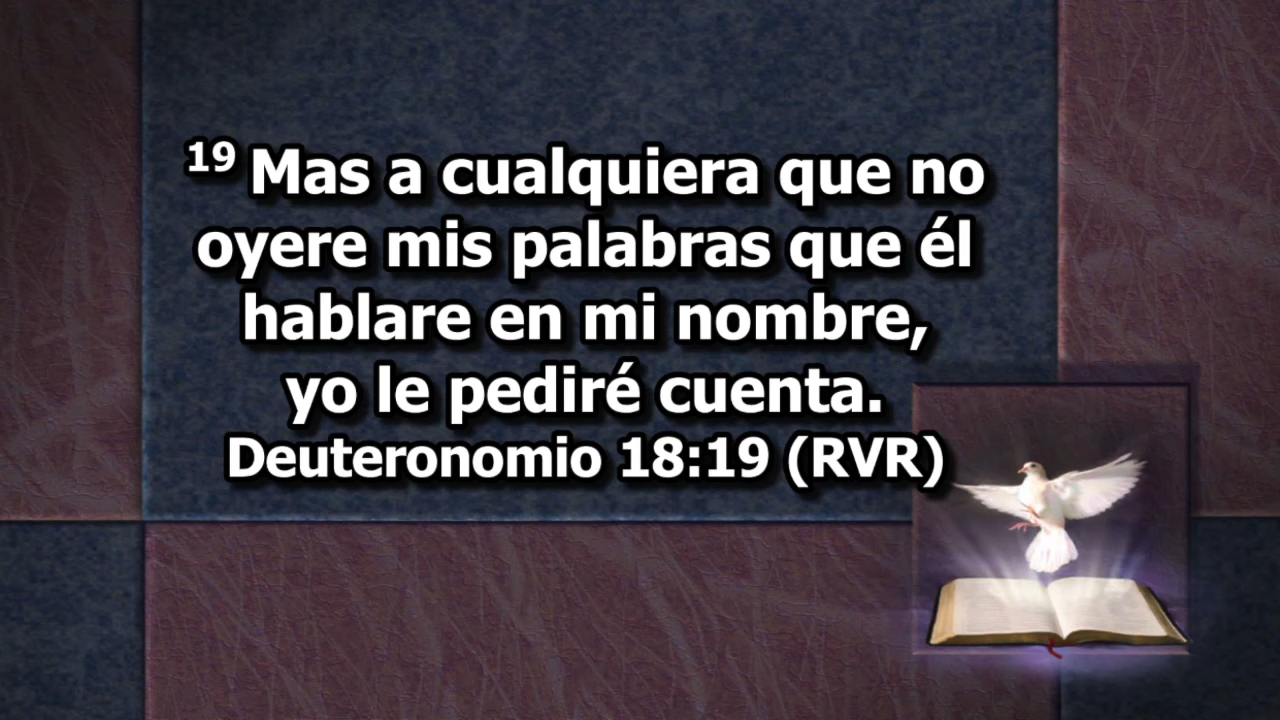 19 Mas a cualquiera que no
oyere mis palabras que él
hablare en mi nombre,
yo le pediré cuenta.
Deuteronomio 18:19 (RVR)